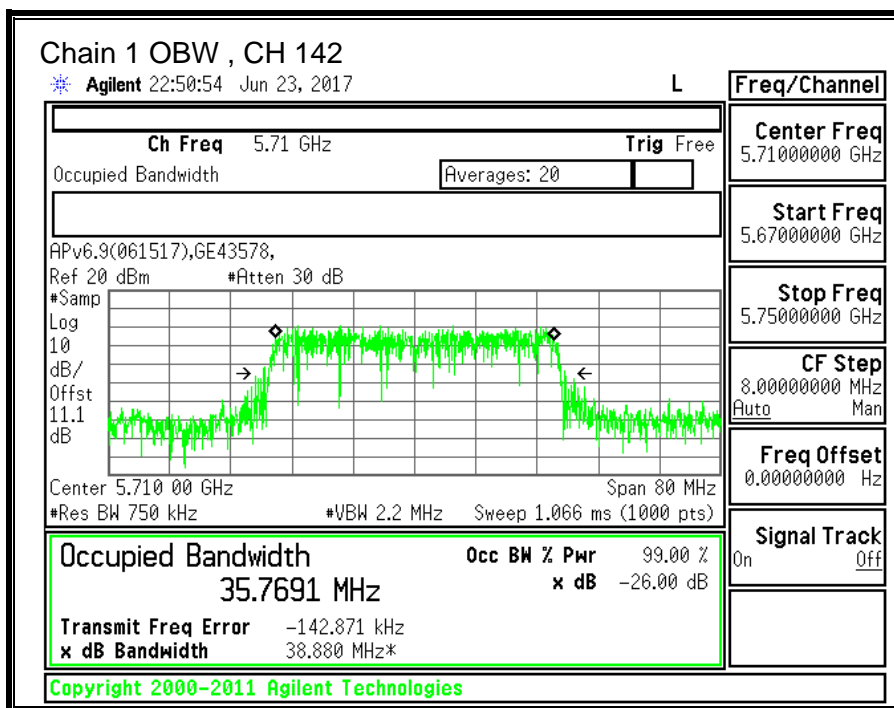 Chain 1 OBW , CH 142
Agilent 22:50:54 Jun 23, 2017 L
Freq/Channel
Ch Freq 5.71 GHz Trig Free
Occupied Bandwidth Averages: 20
APv6.9(061517),GE43578,
Ref 20 dBm #Atten 30 dB
#Samp
Log
10
dB/
Offst
11.1
dB
Center 5.710 00 GHz Span 80 MHz
#Res BW 750 kHz #VBW 2.2 MHz Sweep 1.066 ms (1000 pts)
Occupied Bandwidth Occ BW % Pwr 99.00 %
35.7691 MHz x dB -26.00 dB
Transmit Freq Error -142.871 kHz
x dB Bandwidth 38.880 MHz*
Copyright 2000-2011 Agilent Technologies
Center Freq
5.71000000 GHz
Start Freq
5.67000000 GHz
Stop Freq
5.75000000 GHz
CF Step
8.00000000 MHz
Auto Man
Freq Offset
0.00000000 Hz
Signal Track
On Off